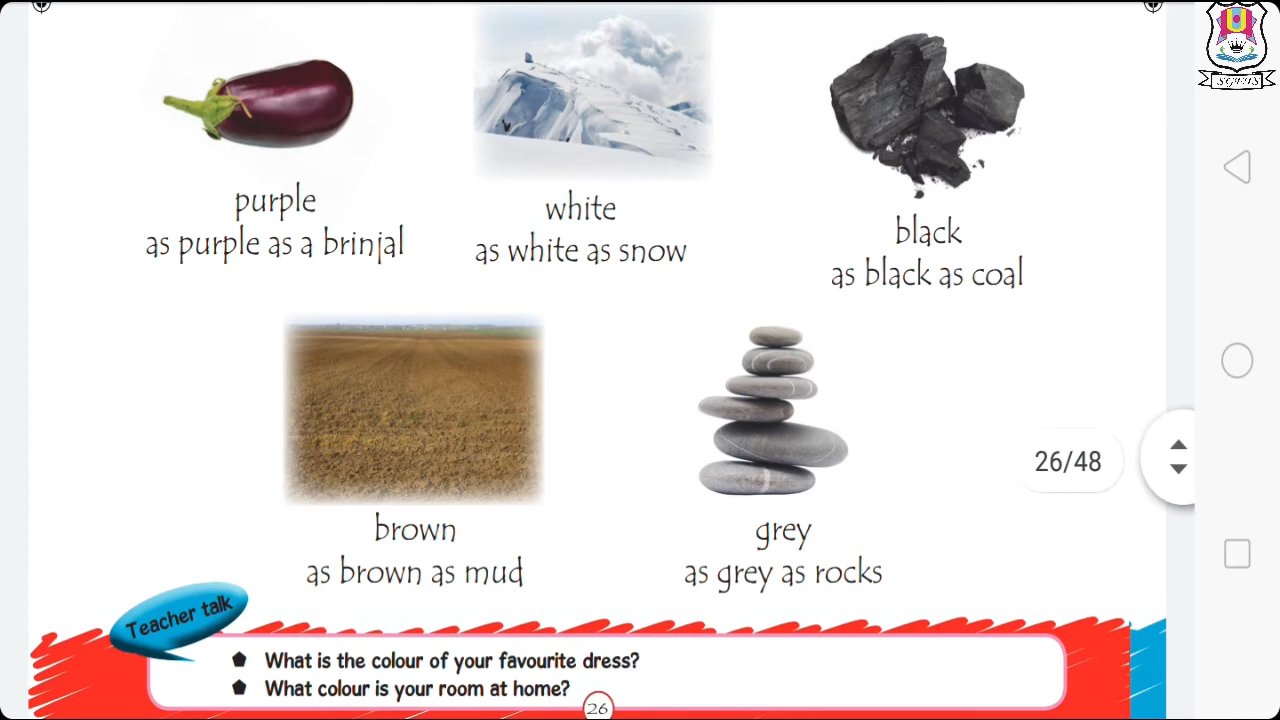 purple
as purple as a brinjal
white
as white as snow
black
as black as coal
brown
as brown as mud
grey
as grey as rocks
26/48
Teacher talk
What is the colour of your favourite dress?
What colour is your room at home?
26